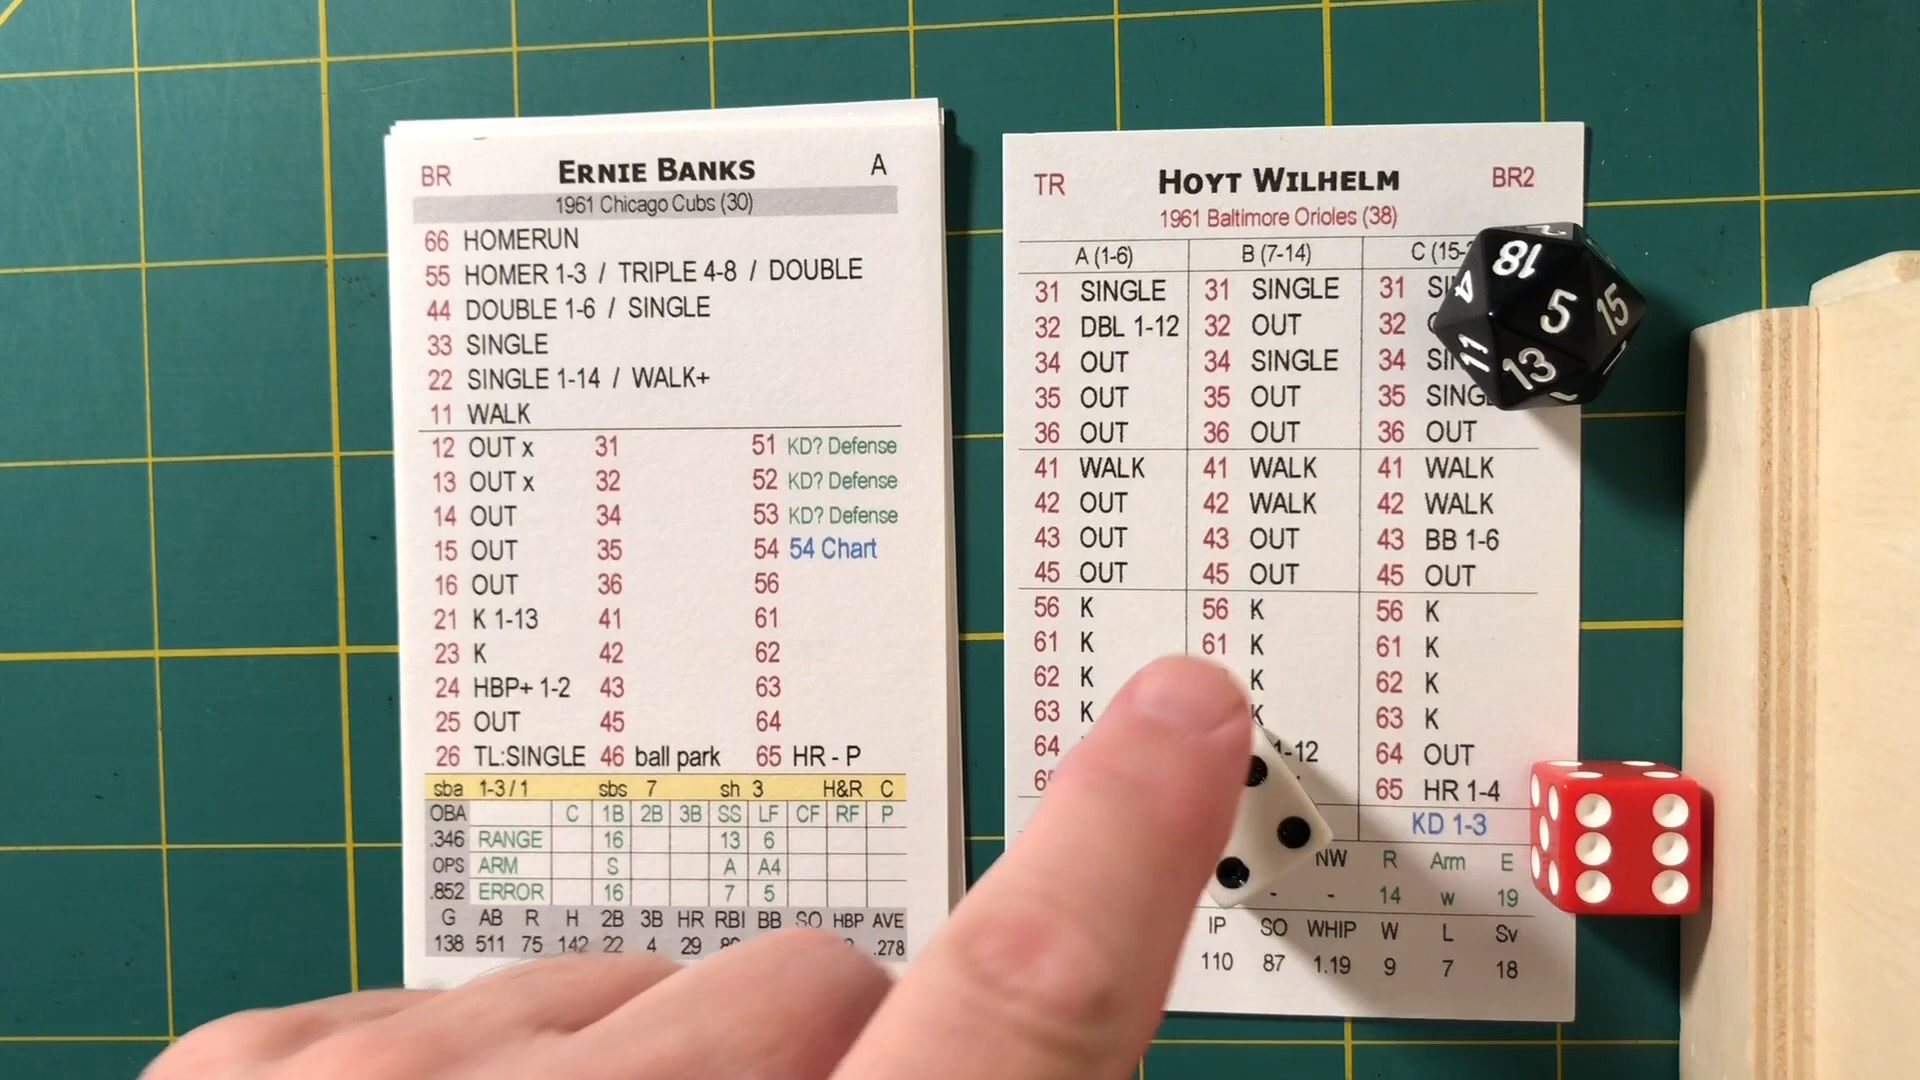 BR ERNIE BANKS A
1961 Chicago Cubs (30)
66 HOMERUN
55 HOMER 1-3 / TRIPLE 4-8 / DOUBLE
44 DOUBLE 1-6 / SINGLE
33 SINGLE
22 SINGLE 1-14 / WALK+
11 WALK
12 OUT x 31 51 KD? Defense
13 OUT x 32 52 KD? Defense
14 OUT 34 53 KD? Defense
15 OUT 35 54 54 Chart
16 OUT 36 56
21 K 1-13 41 61
23 K 42 62
24 HBP+ 1-2 43 63
25 OUT 45 64
26 TL:SINGLE 46 ball park 65 HR - P
sba 1-3 / 1 sbs 7 sh 3 H&R C
OBA C 1B 2B 3B SS LF CF RF P
.346 RANGE 16 13 6
OPS ARM S A A4
.852 ERROR 16 7 5
G AB R H 2B 3B HR RBI BB SO HBP AVE
138 511 75 142 22 4 29 .278
TR HOYT WILHELM BR2
1961 Baltimore Orioles (38)
A (1-6) B (7-14) C (15-
31 SINGLE 31 SINGLE 31
32 DBL 1-12 32 OUT 32
34 OUT 34 SINGLE 34
35 OUT 35 OUT 35
36 OUT 36 OUT 36 OUT
41 WALK 41 WALK 41 WALK
42 OUT 42 WALK 42 WALK
43 OUT 43 OUT 43 BB 1-6
45 OUT 45 OUT 45 OUT
56 K 56 K 56 K
61 K 61 K 61 K
62 K K 62 K
63 K K 63 K
64 1-12 64 OUT
65 HR 1-4
KD 1-3
NW R Arm E
- - 14 w 19
IP SO WHIP W L Sv
110 87 1.19 9 7 18
18
4 5 15
11 13